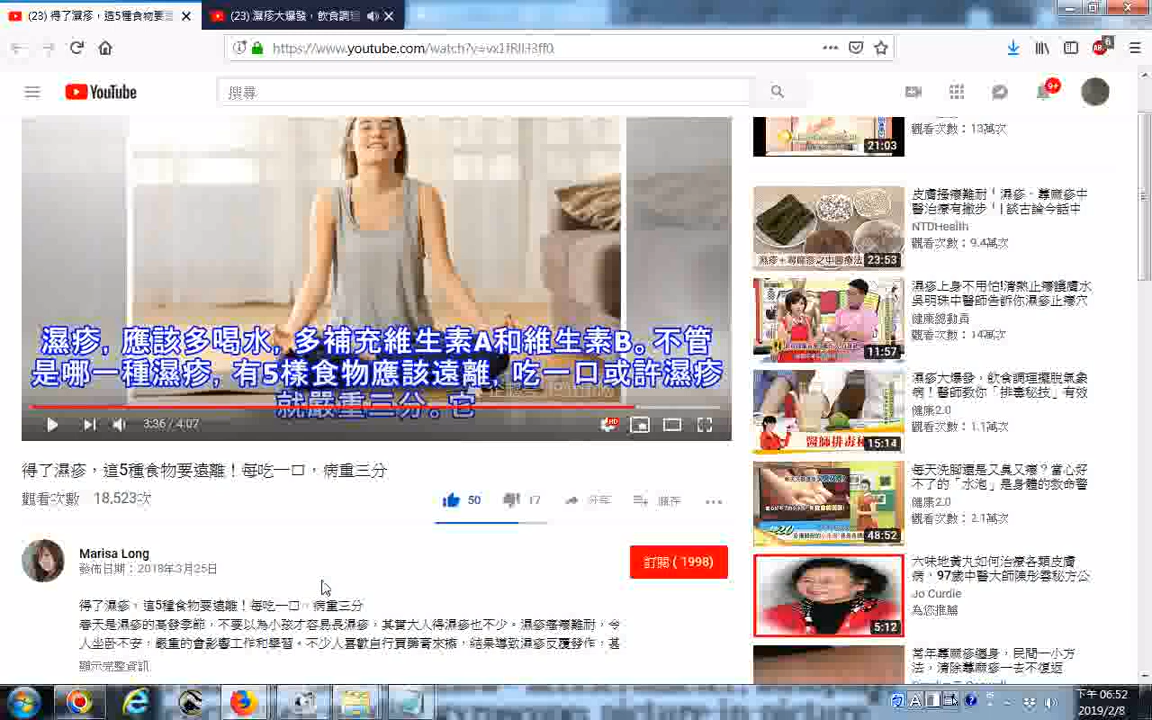 (23) 得了濕疹，這5種食物要
(23) 濕疹大爆發，飲食調理
https://www.youtube.com/watch?v=
YouTube
搜尋
9+
觀看次數：13萬次
21:03
皮膚搔癢難耐！濕疹、蕁麻疹中
醫治療有撇步！| 談古論今話中
NTDHealth
觀看次數：9.4萬次
濕疹+蕁麻疹之中醫療法
23:53
濕疹上身不用怕!清熱止癢鎮膚水
吳明珠中醫師告訴你濕疹止癢穴
健康總動員
觀看次數：14萬次
11:57
濕疹大爆發，飲食調理擺脫氣象
病！醫師教你「排毒秘技」有效
健康2.0
觀看次數：1.1萬次
15:14
每天洗腳還是又臭又癢？當心好
不了的「水泡」是身體的救命警
健康2.0
觀看次數：2.1萬次
48:52
六味地黃丸如何治療各類皮膚
病，97歲中醫大師陳彤雲秘方公
Jo Curdie
為您推薦
5:12
常年蕁麻疹纏身，民間一小方
法，清除蕁麻疹一去不復返
濕疹, 應該多喝水, 多補充維生素A和維生素B。不管
是哪一種濕疹, 有5樣食物應該遠離, 吃一口或許濕疹
就嚴重三分。它
3:36 / 4:07
HD
得了濕疹，這5種食物要遠離！每吃一口，病重三分
觀看次數 18,523次
50
17
分享
儲存
Marisa Long
發佈日期：2018年3月25日
訂閱 ( 1998)
得了濕疹，這5種食物要遠離！每吃一口，病重三分
春天是濕疹的高發季節，不要以為小孩才容易長濕疹，其實大人得濕疹也不少。濕疹瘙癢難耐，令
人坐臥不安，嚴重的會影響工作和學習。不少人喜歡自行買藥膏來擦，結果導致濕疹反覆發作，甚
顯示完整資訊
下午 06:52
2019/2/8